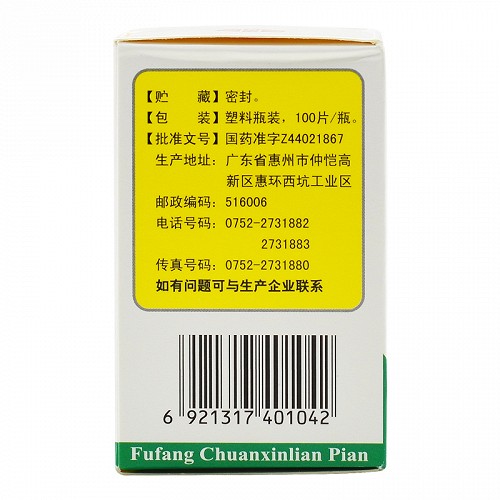 【贮　　藏】密封。
【包　　装】塑料瓶装，100片/瓶。
【批准文号】国药准字Z44021867
生产地址：广东省惠州市仲恺高
新区惠环西坑工业区
邮政编码：516006
电话号码：0752-2731882
2731883
传真号码：0752-2731880
如有问题可与生产企业联系
6 921317 401042
Fufang Chuanxinlian Pian